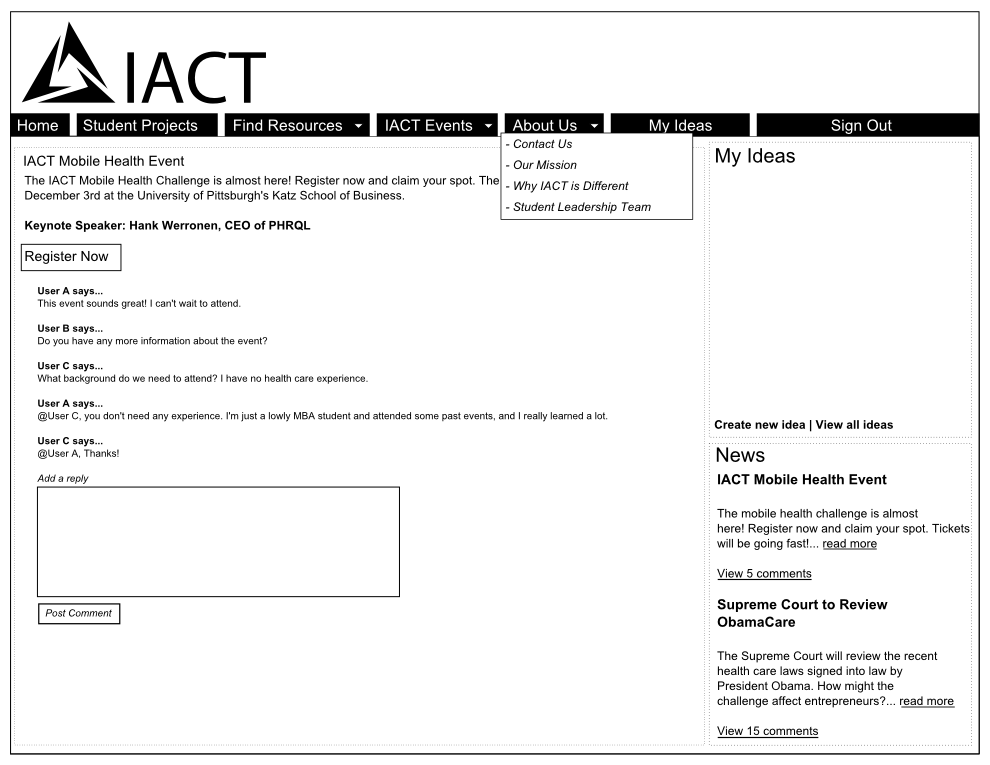 IACT
Home
Student Projects
Find Resources
IACT Events
About Us
My Ideas
Sign Out
- Contact Us
- Our Mission
- Why IACT is Different
- Student Leadership Team
IACT Mobile Health Event
The IACT Mobile Health Challenge is almost here! Register now and claim your spot. The
December 3rd at the University of Pittsburgh's Katz School of Business.
Keynote Speaker: Hank Werronen, CEO of PHRQL
Register Now
User A says...
This event sounds great! I can't wait to attend.
User B says...
Do you have any more information about the event?
User C says...
What background do we need to attend? I have no health care experience.
User A says...
@User C, you don't need any experience. I'm just a lowly MBA student and attended some past events, and I really learned a lot.
User C says...
@User A, Thanks!
Add a reply
Post Comment
My Ideas
Create new idea | View all ideas
News
IACT Mobile Health Event
The mobile health challenge is almost
here! Register now and claim your spot. Tickets
will be going fast!... read more
View 5 comments
Supreme Court to Review
ObamaCare
The Supreme Court will review the recent
health care laws signed into law by
President Obama. How might the
challenge affect entrepreneurs?... read more
View 15 comments